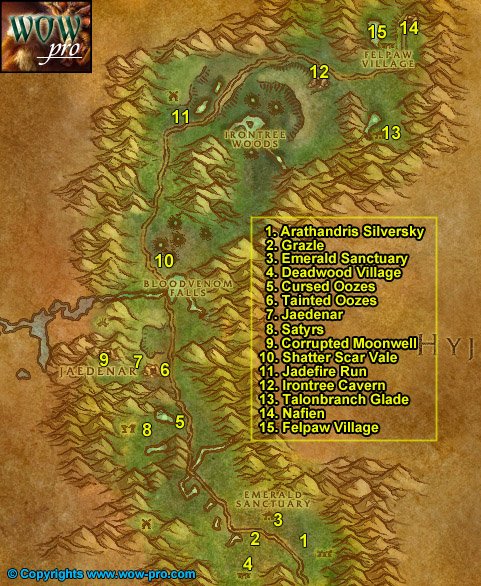 WOW
pro
15
14
FELPAW
VILLAGE
12
11
IRONTREE
WOODS
13
1. Arathandris Silversky
2. Grazle
3. Emerald Sanctuary
4. Deadwood Village
5. Cursed Oozes
6. Tainted Oozes
7. Jaedenar
8. Satyrs
9. Corrupted Moonwell
10. Shatter Scar Vale
11. Jadefire Run
12. Irontree Cavern
13. Talonbranch Glade
14. Nafien
15. Felpaw Village
10
BLOODVENOM
FALLS
HYJ
9
7
6
JAEDENAR
5
8
EMERALD
SANCTUARY
3
2
1
4
© Copyrights www.wow-pro.com